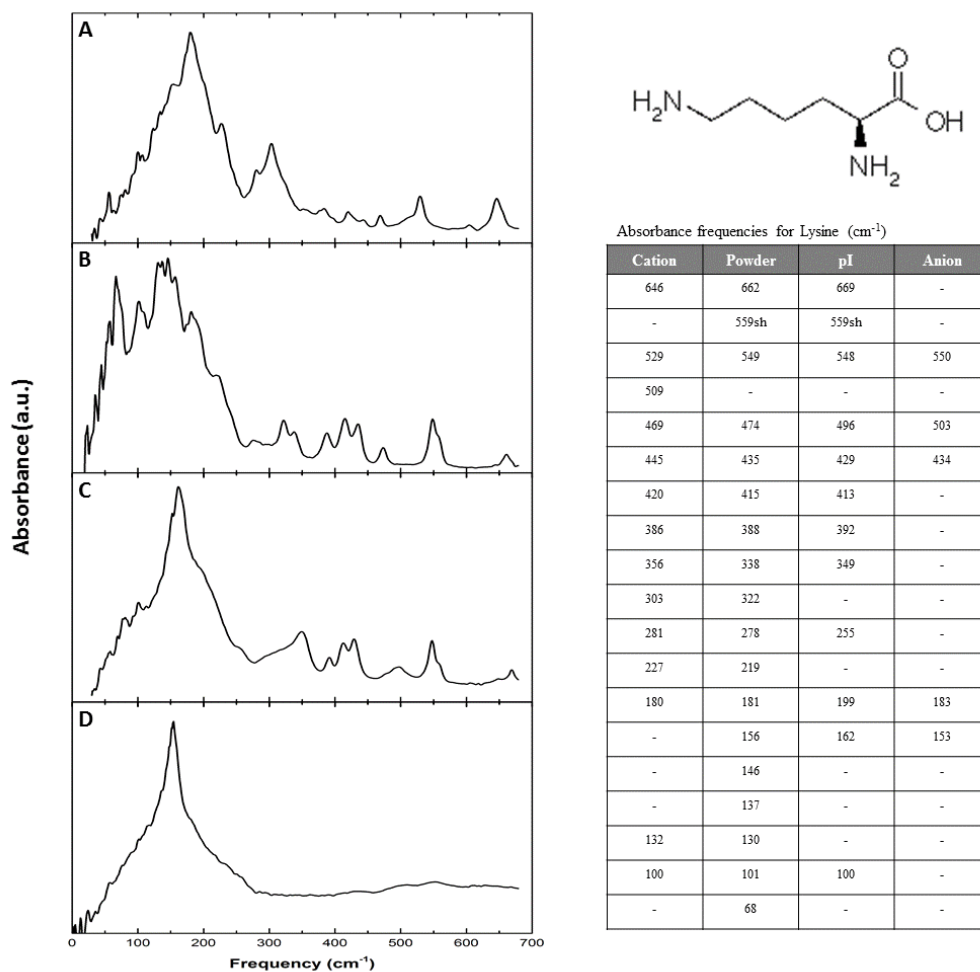 A
B
C
D
Absorbance (a.u.)
0 100 200 300 400 500 600 700
Frequency (cm-1)
O
H2N
OH
NH2
Absorbance frequencies for Lysine (cm-1)
Cation Powder pI Anion
646 662 669 -
- 559sh 559sh -
529 549 548 550
509 - - -
469 474 496 503
445 435 429 434
420 415 413 -
386 388 392 -
356 338 349 -
303 322 - -
281 278 255 -
227 219 - -
180 181 199 183
- 156 162 153
- 146 - -
- 137 - -
132 130 - -
100 101 100 -
- 68 - -